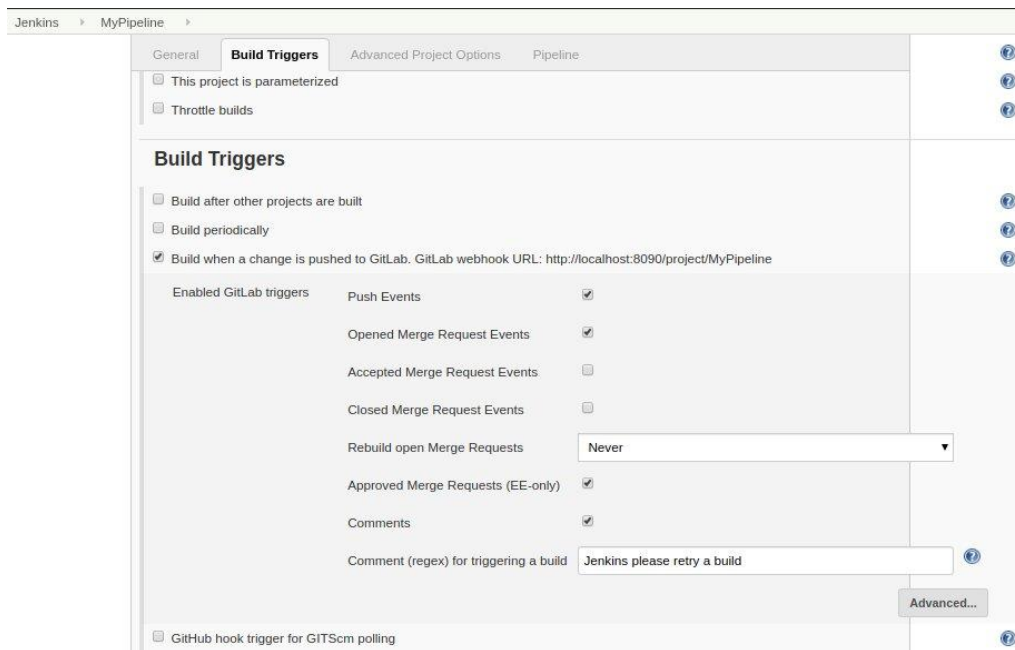 Jenkins MyPipeline
General Build Triggers Advanced Project Options Pipeline
This project is parameterized
Throttle builds
Build Triggers
Build after other projects are built
Build periodically
Build when a change is pushed to GitLab. GitLab webhook URL: http://localhost:8090/project/MyPipeline
Enabled GitLab triggers Push Events
Opened Merge Request Events
Accepted Merge Request Events
Closed Merge Request Events
Rebuild open Merge Requests Never
Approved Merge Requests (EE-only)
Comments
Comment (regex) for triggering a build Jenkins please retry a build
Advanced...
GitHub hook trigger for GITScm polling